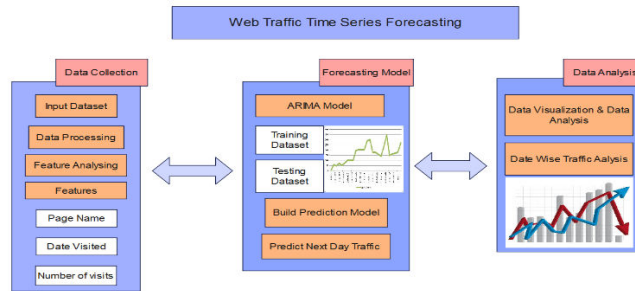 Web Traffic Time Series Forecasting
Data Collection
Input Dataset
Data Processing
Feature Analysing
Features
Page Name
Date Visited
Number of visits
Forecasting Model
ARIMA Model
Training
Dataset
Testing
Dataset
Build Prediction Model
Predict Next Day Traffic
Data Analysis
Data Visualization & Data
Analysis
Date Wise Traffic Aalysis